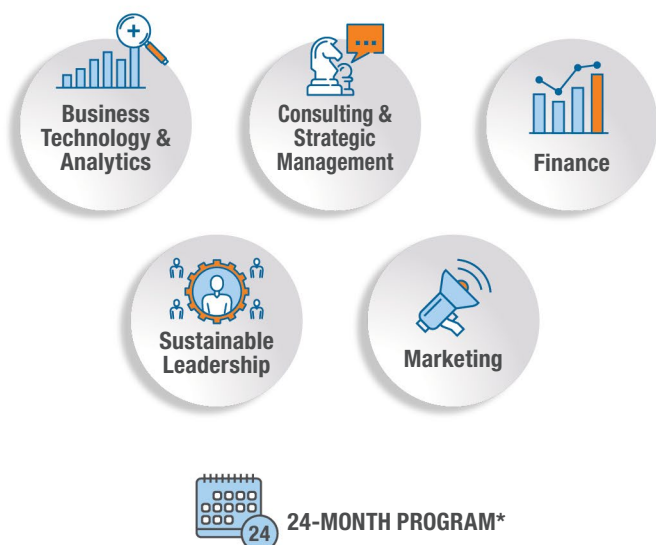 Business
Technology &
Analytics
Consulting &
Strategic
Management
Finance
Sustainable
Leadership
Marketing
24
24-MONTH PROGRAM*